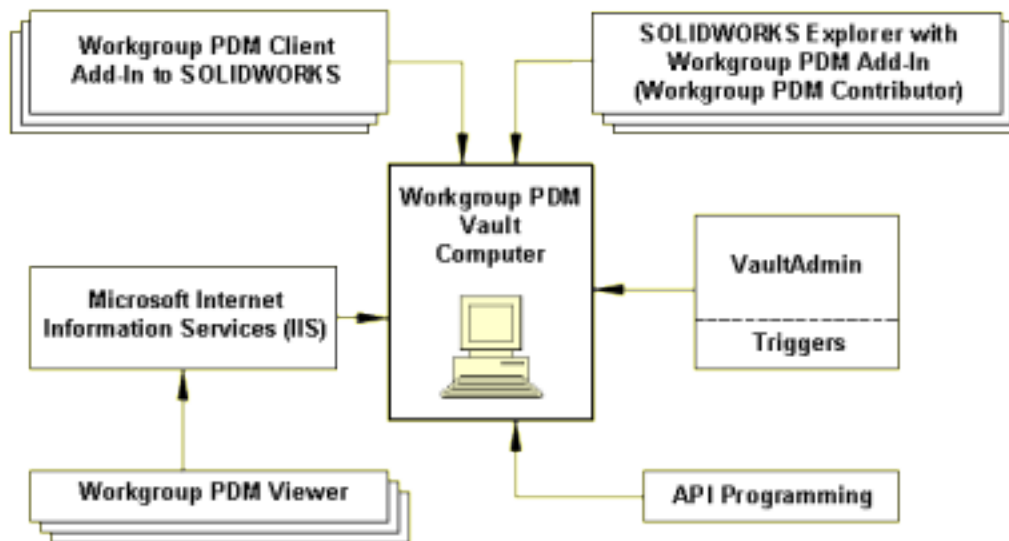 Workgroup PDM Client
Add-In to SOLIDWORKS
SOLIDWORKS Explorer with
Workgroup PDM Add-In
(Workgroup PDM Contributor)
Workgroup PDM
Vault
Computer
Microsoft Internet
Information Services (IIS)
VaultAdmin
Triggers
Workgroup PDM Viewer
API Programming